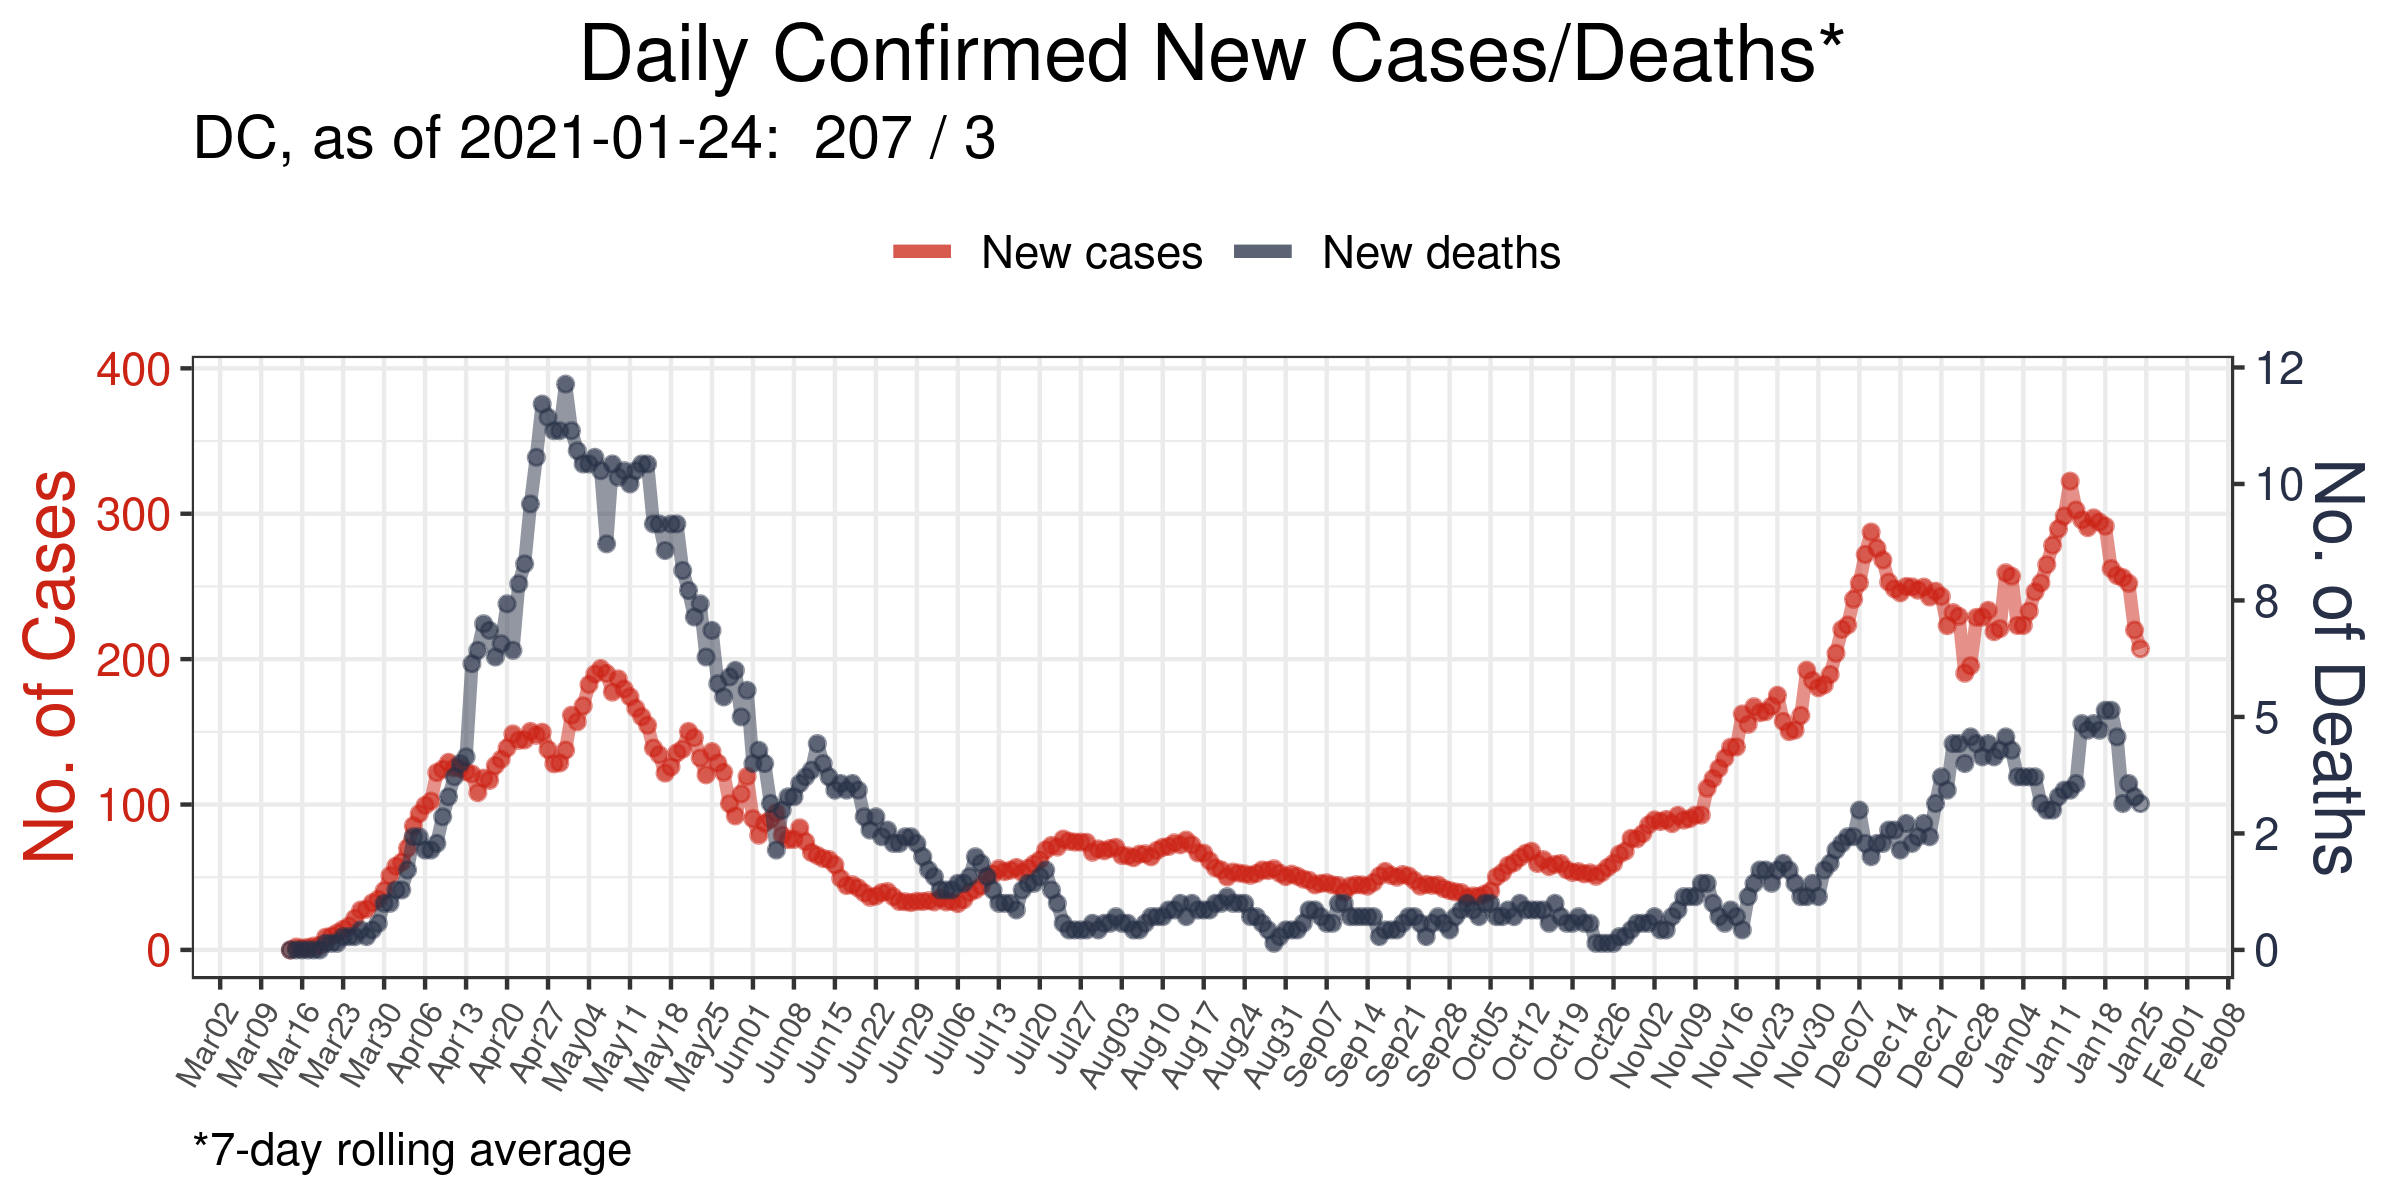 Daily Confirmed New Cases/Deaths*
DC, as of 2021-01-24:  207 / 3
New cases New deaths
No. of Cases
400
300
200
100
0
12
10
8
5
2
0
No. of Deaths
Mar02 Mar09 Mar16 Mar23 Mar30 Apr06 Apr13 Apr20 Apr27 May04 May11 May18 May25 Jun01 Jun08 Jun15 Jun22 Jun29 Jul06 Jul13 Jul20 Jul27 Aug03 Aug10 Aug17 Aug24 Aug31 Sep07 Sep14 Sep21 Sep28 Oct05 Oct12 Oct19 Oct26 Nov02 Nov09 Nov16 Nov23 Nov30 Dec07 Dec14 Dec21 Dec28 Jan04 Jan11 Jan18 Jan25 Feb01 Feb08
*7-day rolling average